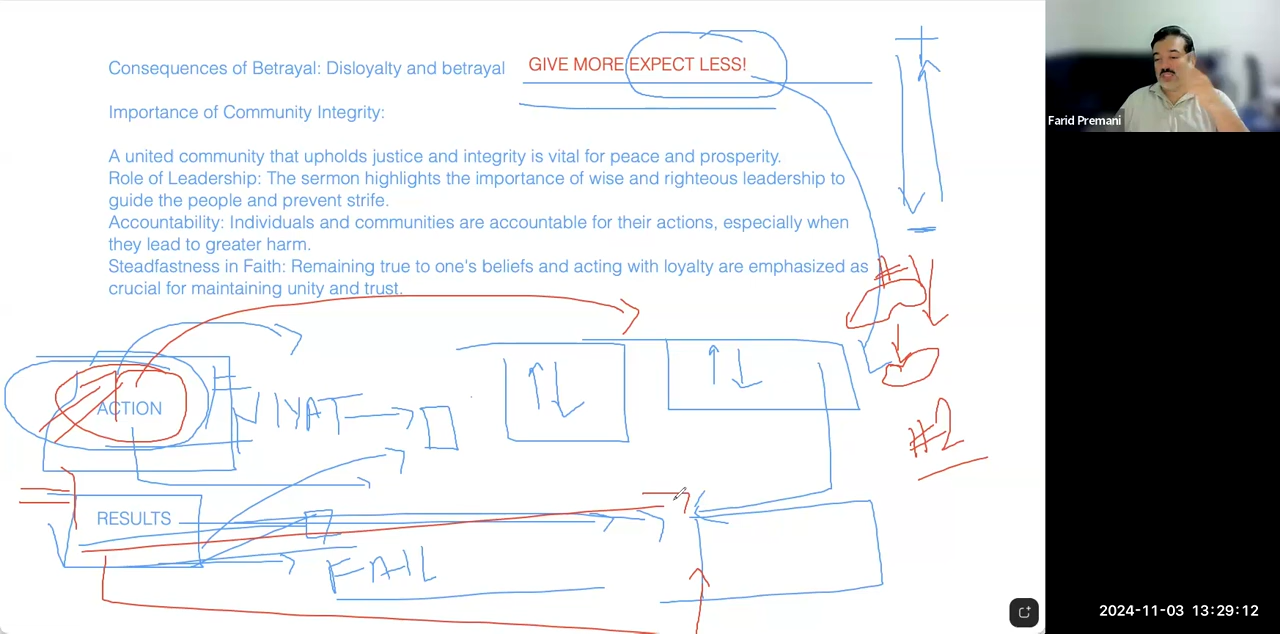 Consequences of Betrayal: Disloyalty and betrayal GIVE MORE EXPECT LESS!
Importance of Community Integrity:
A united community that upholds justice and integrity is vital for peace and prosperity.
Role of Leadership: The sermon highlights the importance of wise and righteous leadership to
guide the people and prevent strife.
Accountability: Individuals and communities are accountable for their actions, especially when
they lead to greater harm.
Steadfastness in Faith: Remaining true to one's beliefs and acting with loyalty are emphasized as
crucial for maintaining unity and trust.
Farid Premani
ACTION
NIYAT
#2
RESULTS
FAIL
2024-11-03 13:29:12